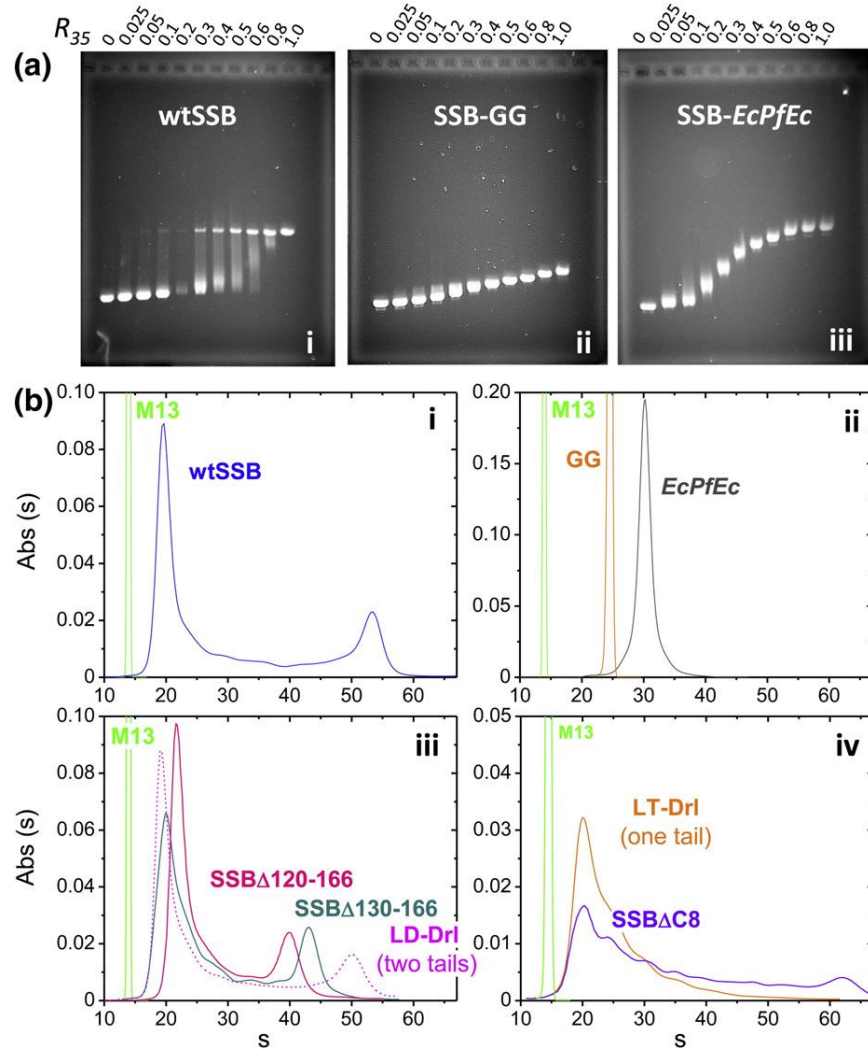 R35 0 0.025 0.05 0.1 0.2 0.3 0.4 0.5 0.6 0.8 1.0
0 0.025 0.05 0.1 0.2 0.3 0.4 0.5 0.6 0.8 1.0
0 0.025 0.05 0.1 0.2 0.3 0.4 0.5 0.6 0.8 1.0
(a)
wtSSB
SSB-GG
SSB-EcPfEc
i
ii
iii
(b)
Abs (s)
0.10
0.08
0.06
0.04
0.02
0
M13
i
wtSSB
10 20 30 40 50 60
0.20
0.15
0.10
0.05
0
M13
ii
GG
EcPfEc
10 20 30 40 50 60
Abs (s)
0.10
0.08
0.06
0.04
0.02
0
M13
iii
SSBΔ120-166
SSBΔ130-166
LD-Drl
(two tails)
10 20 30 40 50 60
s
0.05
0.04
0.03
0.02
0.01
0
M13
iv
LT-Drl
(one tail)
SSBΔC8
10 20 30 40 50 60
s